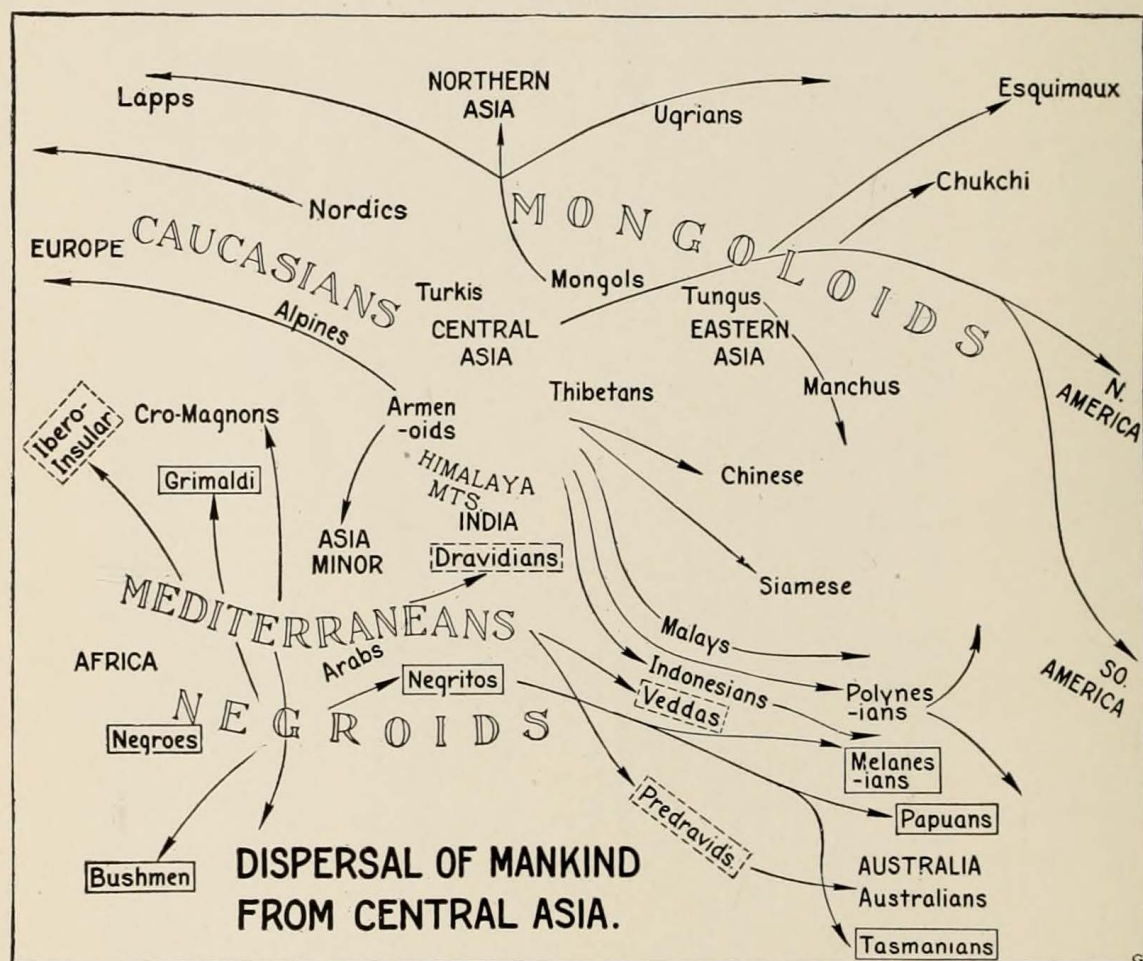 NORTHERN
ASIA
Lapps
Ugrians
Esquimaux
Chukchi
Nordics
MONGOLOIDS
EUROPE
CAUCASIANS
Alpines
Turkis
Mongols
CENTRAL
ASIA
Tungus
EASTERN
ASIA
Manchus
N.
AMERICA
Thibetans
Ibero-
Insular
Cro-Magnons
Armen
-oids
Grimaldi
HIMALAYA
MTS.
INDIA
Chinese
ASIA
MINOR
Dravidians
Siamese
MEDITERRANEANS
Arabs
Malays
AFRICA
Negritos
Indonesians
Veddas
Polynes
-ians
SO.
AMERICA
NEGROIDS
Negroes
Melanes
-ians
Predravid's.
Papuans
Bushmen
DISPERSAL OF MANKIND
FROM CENTRAL ASIA.
AUSTRALIA
Australians
Tasmanians